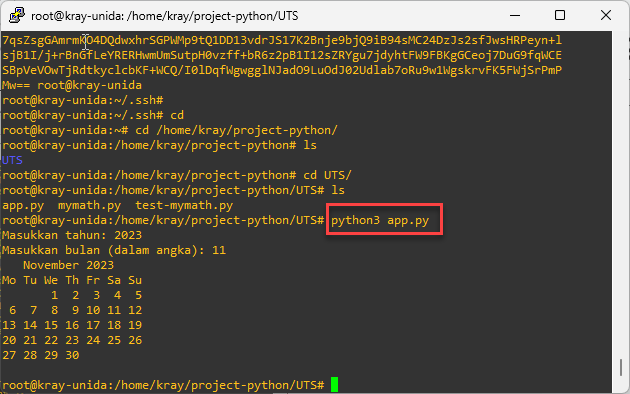 root@kray-unida: /home/kray/project-python/UTS
SBpVeVOwTjRdtkyclcbKF+WCQ/I0lDqfWgwgglNJadO9LuOdJ02Udlab7oRu9w1WgskrvFK5FWjSrPmP
Mw== root@kray-unida
root@kray-unida:~/.ssh#
root@kray-unida:~/.ssh# cd
root@kray-unida:~# cd /home/kray/project-python/
root@kray-unida:/home/kray/project-python# ls
UTS
root@kray-unida:/home/kray/project-python# cd UTS/
root@kray-unida:/home/kray/project-python/UTS# ls
app.py  mymath.py  test-mymath.py
root@kray-unida:/home/kray/project-python/UTS# python3 app.py
Masukkan tahun: 2023
Masukkan bulan (dalam angka): 11
   November 2023
Mo Tu We Th Fr Sa Su
       1  2  3  4  5
 6  7  8  9 10 11 12
13 14 15 16 17 18 19
20 21 22 23 24 25 26
27 28 29 30
root@kray-unida:/home/kray/project-python/UTS#